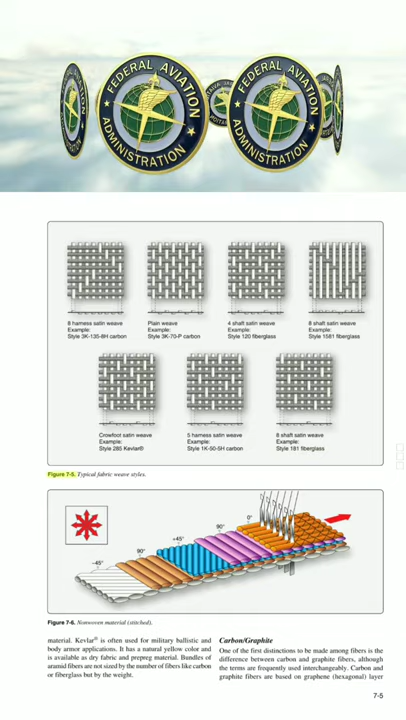 FEDERAL AVIATION
ADMINISTRATION
FEDERAL AVIATION
ADMINISTRATION
8 harness satin weave
Example:
Style 3K-135-8H carbon
Plain weave
Example:
Style 3K-70-P carbon
4 shaft satin weave
Example:
Style 120 fiberglass
8 shaft satin weave
Example:
Style 1581 fiberglass
Crowfoot satin weave
Example:
Style 285 Kevlar®
5 harness satin weave
Example:
Style 1K-50-5H carbon
8 shaft satin weave
Example:
Style 181 fiberglass
Figure 7-5. Typical fabric weave styles.
0°
90°
+45°
90°
−45°
Figure 7-6. Nonwoven material (stitched).
material. Kevlar® is often used for military ballistic and
body armor applications. It has a natural yellow color and
is available as dry fabric and prepreg material. Bundles of
aramid fibers are not sized by the number of fibers like carbon
or fiberglass but by the weight.
Carbon/Graphite
One of the first distinctions to be made among fibers is the
difference between carbon and graphite fibers, although
the terms are frequently used interchangeably. Carbon and
graphite fibers are based on graphene (hexagonal) layer
7-5